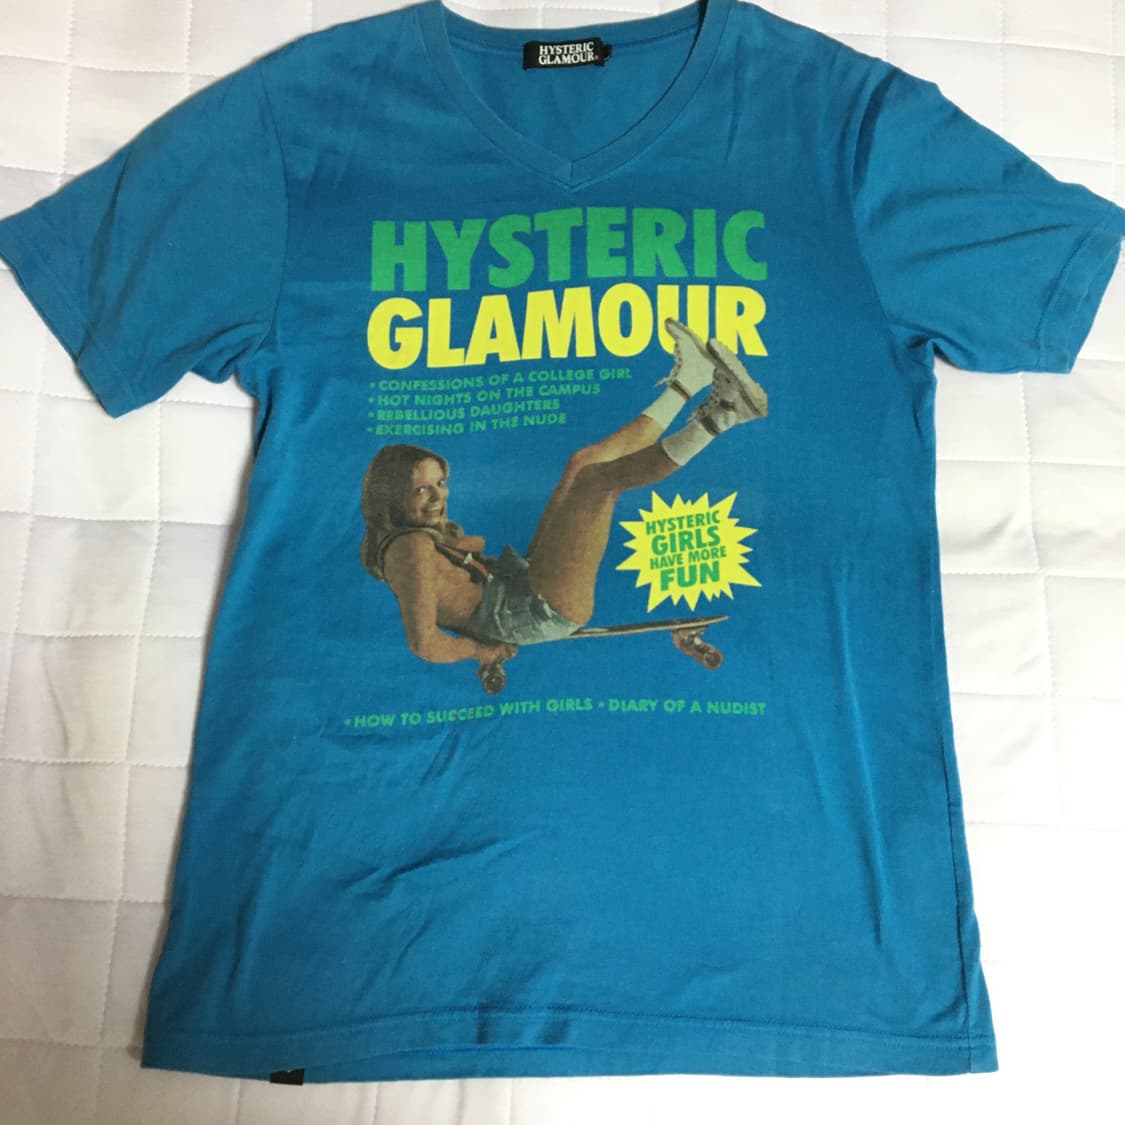 HYSTERIC
GLAMOUR®
HYSTERIC
GLAMOUR
• CONFESSIONS OF A COLLEGE GIRL
• HOT NIGHTS ON THE CAMPUS
• REBELLIOUS DAUGHTERS
• EXERCISING IN THE NUDE
HYSTERIC
GIRLS
HAVE MORE
FUN
• HOW TO SUCCEED WITH GIRLS • DIARY OF A NUDIST